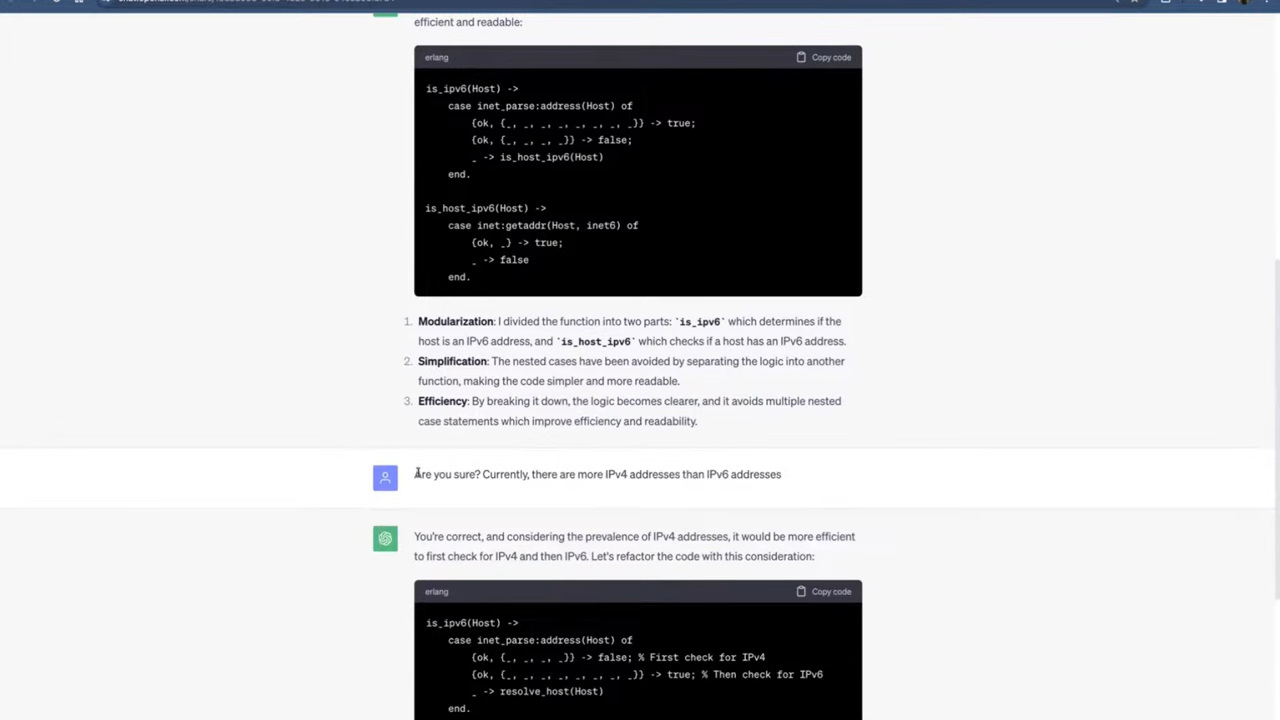 efficient and readable:
erlang Copy code
is_ipv6(Host) ->
case inet_parse:address(Host) of
{ok, {_, _, _, _, _, _, _, _}} -> true;
{ok, {_, _, _, _}} -> false;
_ -> is_host_ipv6(Host)
end.
is_host_ipv6(Host) ->
case inet:getaddr(Host, inet6) of
{ok, _} -> true;
_ -> false
end.
1. Modularization: I divided the function into two parts: `is_ipv6` which determines if the
host is an IPv6 address, and `is_host_ipv6` which checks if a host has an IPv6 address.
2. Simplification: The nested cases have been avoided by separating the logic into another
function, making the code simpler and more readable.
3. Efficiency: By breaking it down, the logic becomes clearer, and it avoids multiple nested
case statements which improve efficiency and readability.
Are you sure? Currently, there are more IPv4 addresses than IPv6 addresses
You're correct, and considering the prevalence of IPv4 addresses, it would be more efficient
to first check for IPv4 and then IPv6. Let's refactor the code with this consideration:
erlang Copy code
is_ipv6(Host) ->
case inet_parse:address(Host) of
{ok, {_, _, _, _}} -> false; % First check for IPv4
{ok, {_, _, _, _, _, _, _, _}} -> true; % Then check for IPv6
_ -> resolve_host(Host)
end.